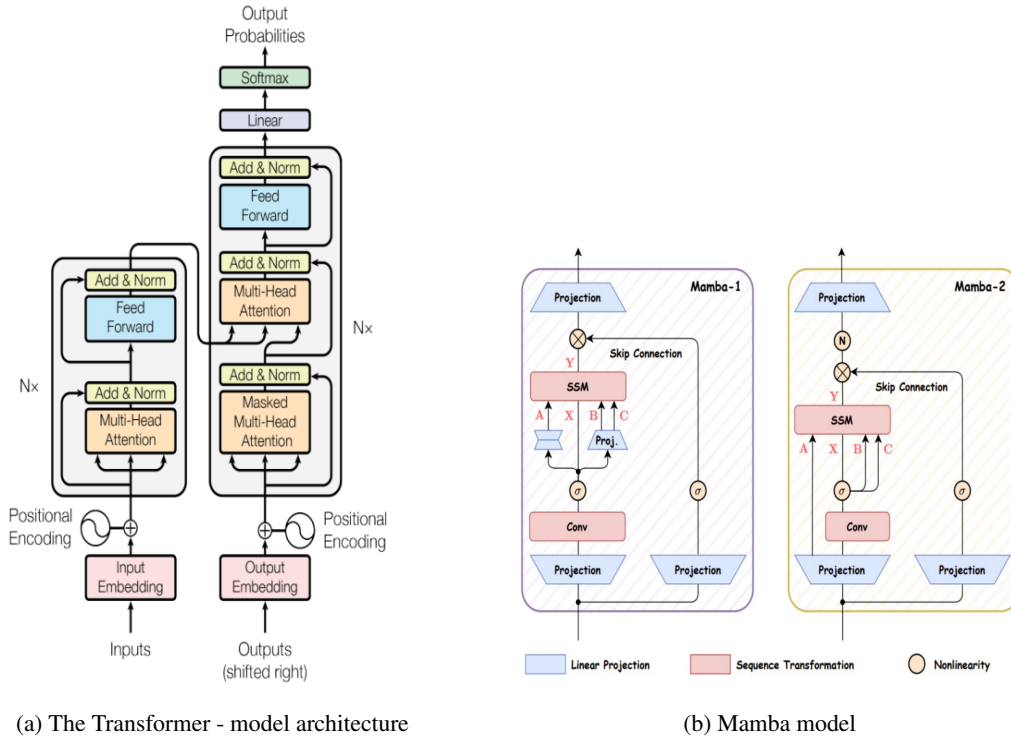 Output
Probabilities
Softmax
Linear
Add & Norm
Feed
Forward
Add & Norm
Multi-Head
Attention
Nx
Add & Norm
Masked
Multi-Head
Attention
Add & Norm
Feed
Forward
Nx
Add & Norm
Multi-Head
Attention
Positional
Encoding
Positional
Encoding
Input
Embedding
Output
Embedding
Inputs
Outputs
(shifted right)
Mamba-1
Projection
Skip Connection
Y
SSM
A X B C
Proj.
σ σ
Conv
Projection Projection
Mamba-2
Projection
N
Skip Connection
Y
SSM
A X B C
σ σ
Conv
Projection Projection
Linear Projection Sequence Transformation Nonlinearity
(a) The Transformer - model architecture
(b) Mamba model